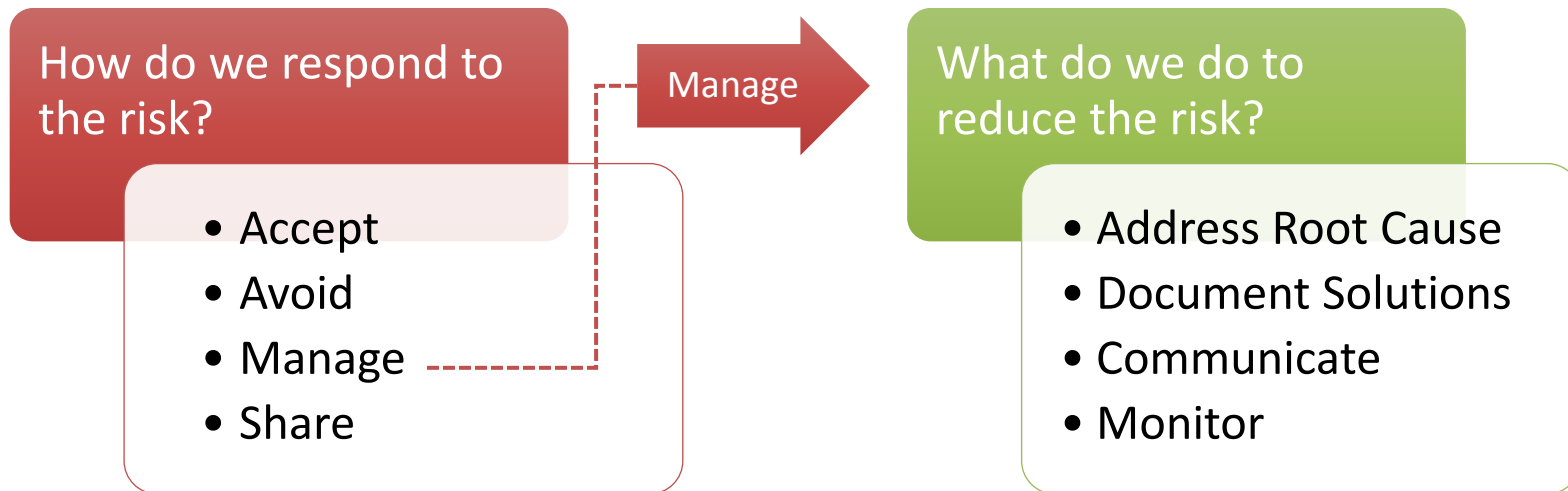 How do we respond to
the risk?
• Accept
• Avoid
• Manage
• Share
Manage
What do we do to
reduce the risk?
• Address Root Cause
• Document Solutions
• Communicate
• Monitor